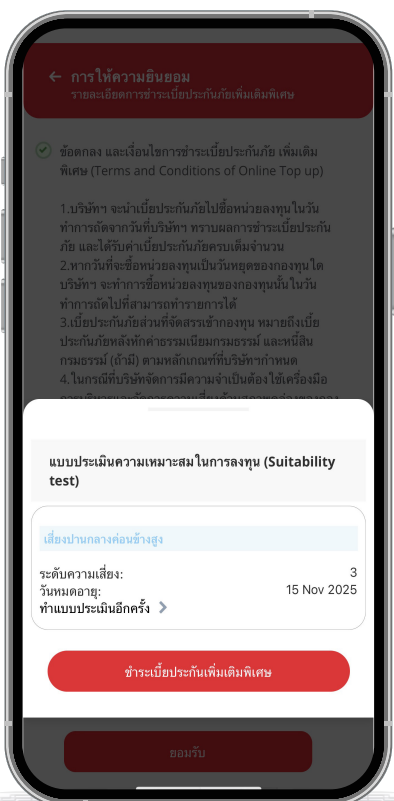 ← การให้ความยินยอม
รายละเอียดการชำระเบี้ยประกันภัยเพิ่มเติมพิเศษ
ข้อตกลง และเงื่อนไขการชำระเบี้ยประกันภัย เพิ่มเติม
พิเศษ (Terms and Conditions of Online Top up)
1.บริษัทฯ จะนำเบี้ยประกันภัยไปซื้อหน่วยลงทุน ในวัน
ทำการถัดจากวันที่บริษัทฯ ทราบผลการชำระเบี้ยประกัน
ภัย และได้รับค่าเบี้ยประกันภัยครบเต็มจำนวน
2.หากวันที่จะซื้อหน่วยลงทุนเป็นวันหยุดของกองทุนใด
บริษัทฯ จะทำการซื้อหน่วยลงทุนของกองทุนนั้นในวัน
ทำการถัดไปที่สามารถทำรายการได้
3.เบี้ยประกันภัยส่วนที่จัดสรรเข้ากองทุน หมายถึงเบี้ย
ประกันภัยหลังหักค่าธรรมเนียมกรมธรรม์ และหนี้สิน
กรมธรรม์ (ถ้ามี) ตามหลักเกณฑ์ที่บริษัทฯกำหนด
4.ในกรณีที่บริษัทจัดการมีความจำเป็นต้องใช้เครื่องมือ
แบบประเมินความเหมาะสมในการลงทุน (Suitability
test)
เสี่ยงปานกลางค่อนข้างสูง
ระดับความเสี่ยง: 3
วันหมดอายุ: 15 Nov 2025
ทำแบบประเมินอีกครั้ง >
ชำระเบี้ยประกันเพิ่มเติมพิเศษ
ยอมรับ